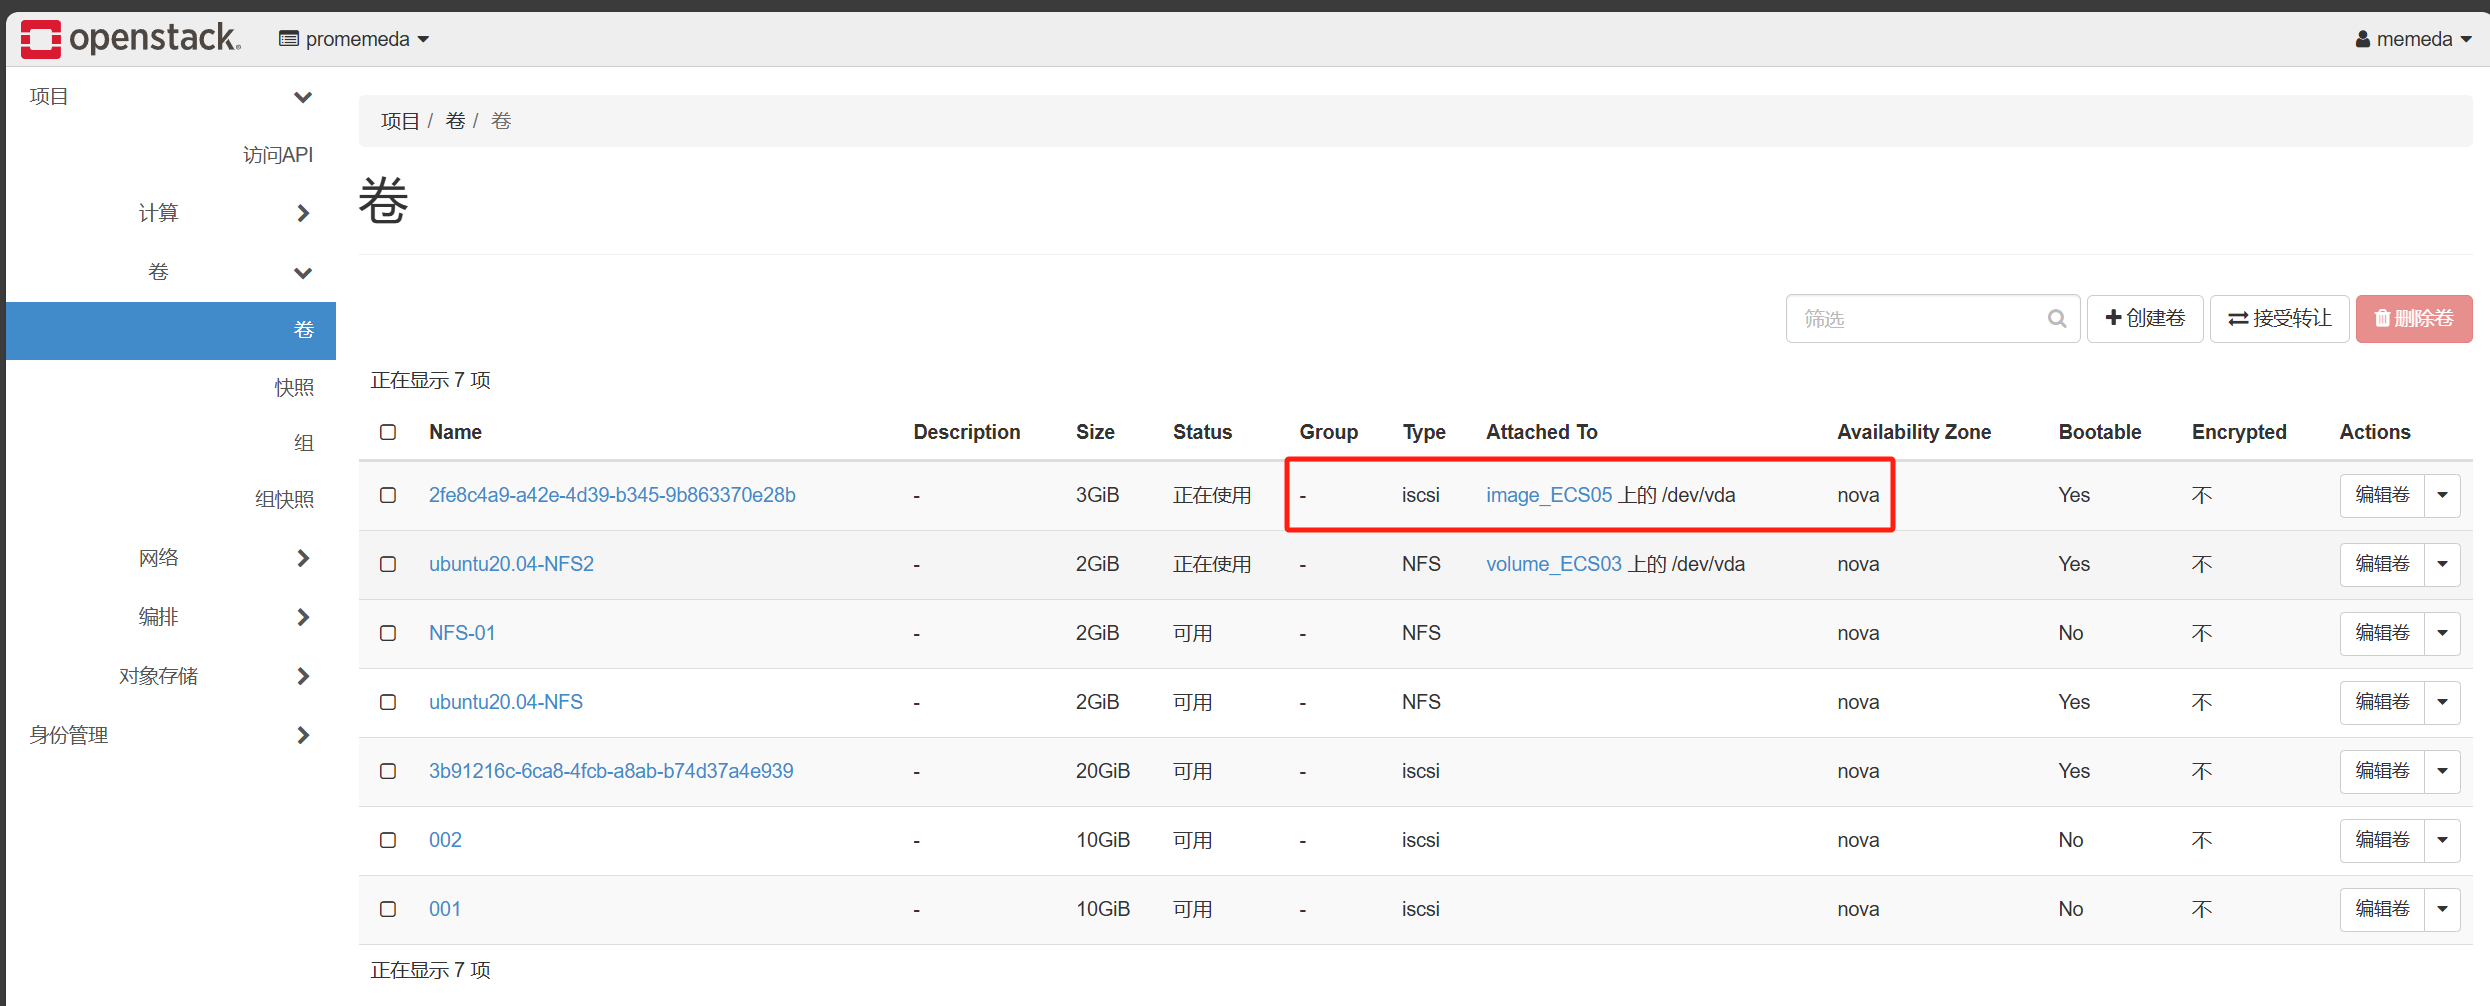 openstack. promemeda memeda
项目
访问API
计算
卷
卷
快照
组
组快照
网络
编排
对象存储
身份管理
项目 / 卷 / 卷
卷
筛选 创建卷 接受转让 删除卷
正在显示 7 项
Name Description Size Status Group Type Attached To Availability Zone Bootable Encrypted Actions
2fe8c4a9-a42e-4d39-b345-9b863370e28b - 3GiB 正在使用 - iscsi image_ECS05 上的 /dev/vda nova Yes 不 编辑卷
ubuntu20.04-NFS2 - 2GiB 正在使用 - NFS volume_ECS03 上的 /dev/vda nova Yes 不 编辑卷
NFS-01 - 2GiB 可用 - NFS nova No 不 编辑卷
ubuntu20.04-NFS - 2GiB 可用 - NFS nova Yes 不 编辑卷
3b91216c-6ca8-4fcb-a8ab-b74d37a4e939 - 20GiB 可用 - iscsi nova Yes 不 编辑卷
002 - 10GiB 可用 - iscsi nova No 不 编辑卷
001 - 10GiB 可用 - iscsi nova No 不 编辑卷
正在显示 7 项